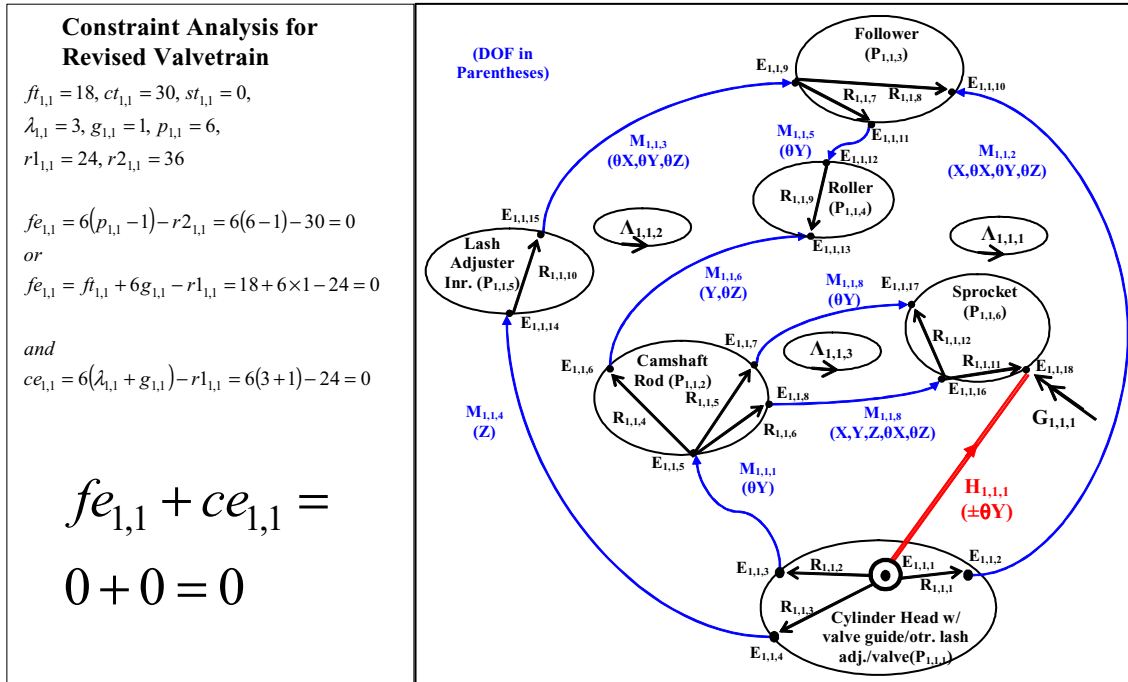 Constraint Analysis for
Revised Valvetrain
ft1,1 = 18, ct1,1 = 30, st1,1 = 0,
λ1,1 = 3, g1,1 = 1, p1,1 = 6,
r11,1 = 24, r21,1 = 36
fe1,1 = 6(p1,1 − 1) − r21,1 = 6(6 − 1) − 30 = 0
or
fe1,1 = ft1,1 + 6g1,1 − r11,1 = 18 + 6 × 1 − 24 = 0
and
ce1,1 = 6(λ1,1 + g1,1) − r11,1 = 6(3 + 1) − 24 = 0
fe1,1 + ce1,1 =
0 + 0 = 0
(DOF in
Parentheses)
Follower
(P1,1,3)
E1,1,9
R1,1,7
R1,1,8
E1,1,10
E1,1,11
M1,1,3
(θX,θY,θZ)
M1,1,5
(θY)
E1,1,12
M1,1,2
(X,θX,θY,θZ)
R1,1,9
Roller
(P1,1,4)
E1,1,13
E1,1,15
Λ1,1,2
Λ1,1,1
Lash
Adjuster
Inr. (P1,1,5)
R1,1,10
E1,1,14
M1,1,6
(Y,θZ)
M1,1,8
(θY)
E1,1,17
Sprocket
(P1,1,6)
R1,1,12
R1,1,11
E1,1,18
E1,1,16
E1,1,7
Λ1,1,3
E1,1,6
Camshaft
Rod (P1,1,2)
E1,1,8
R1,1,4
R1,1,5
R1,1,6
E1,1,5
M1,1,8
(X,Y,Z,θX,θZ)
G1,1,1
M1,1,4
(Z)
M1,1,1
(θY)
H1,1,1
(±θY)
E1,1,3
R1,1,2
E1,1,1
E1,1,2
R1,1,1
R1,1,3
E1,1,4
Cylinder Head w/
valve guide/otr. lash
adj./valve(P1,1,1)